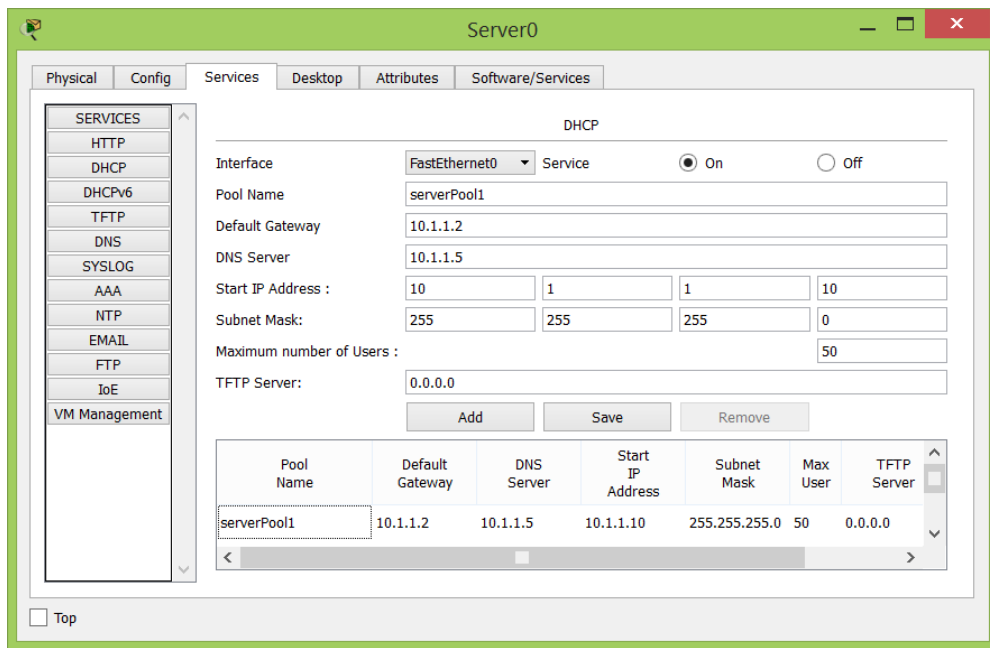 Server0
Physical Config Services Desktop Attributes Software/Services
SERVICES
HTTP
DHCP
DHCPv6
TFTP
DNS
SYSLOG
AAA
NTP
EMAIL
FTP
IoE
VM Management
DHCP
Interface FastEthernet0 Service On Off
Pool Name serverPool1
Default Gateway 10.1.1.2
DNS Server 10.1.1.5
Start IP Address : 10 1 1 10
Subnet Mask: 255 255 255 0
Maximum number of Users : 50
TFTP Server: 0.0.0.0
Add Save Remove
Pool Name Default Gateway DNS Server Start IP Address Subnet Mask Max User TFTP Server
serverPool1 10.1.1.2 10.1.1.5 10.1.1.10 255.255.255.0 50 0.0.0.0
Top